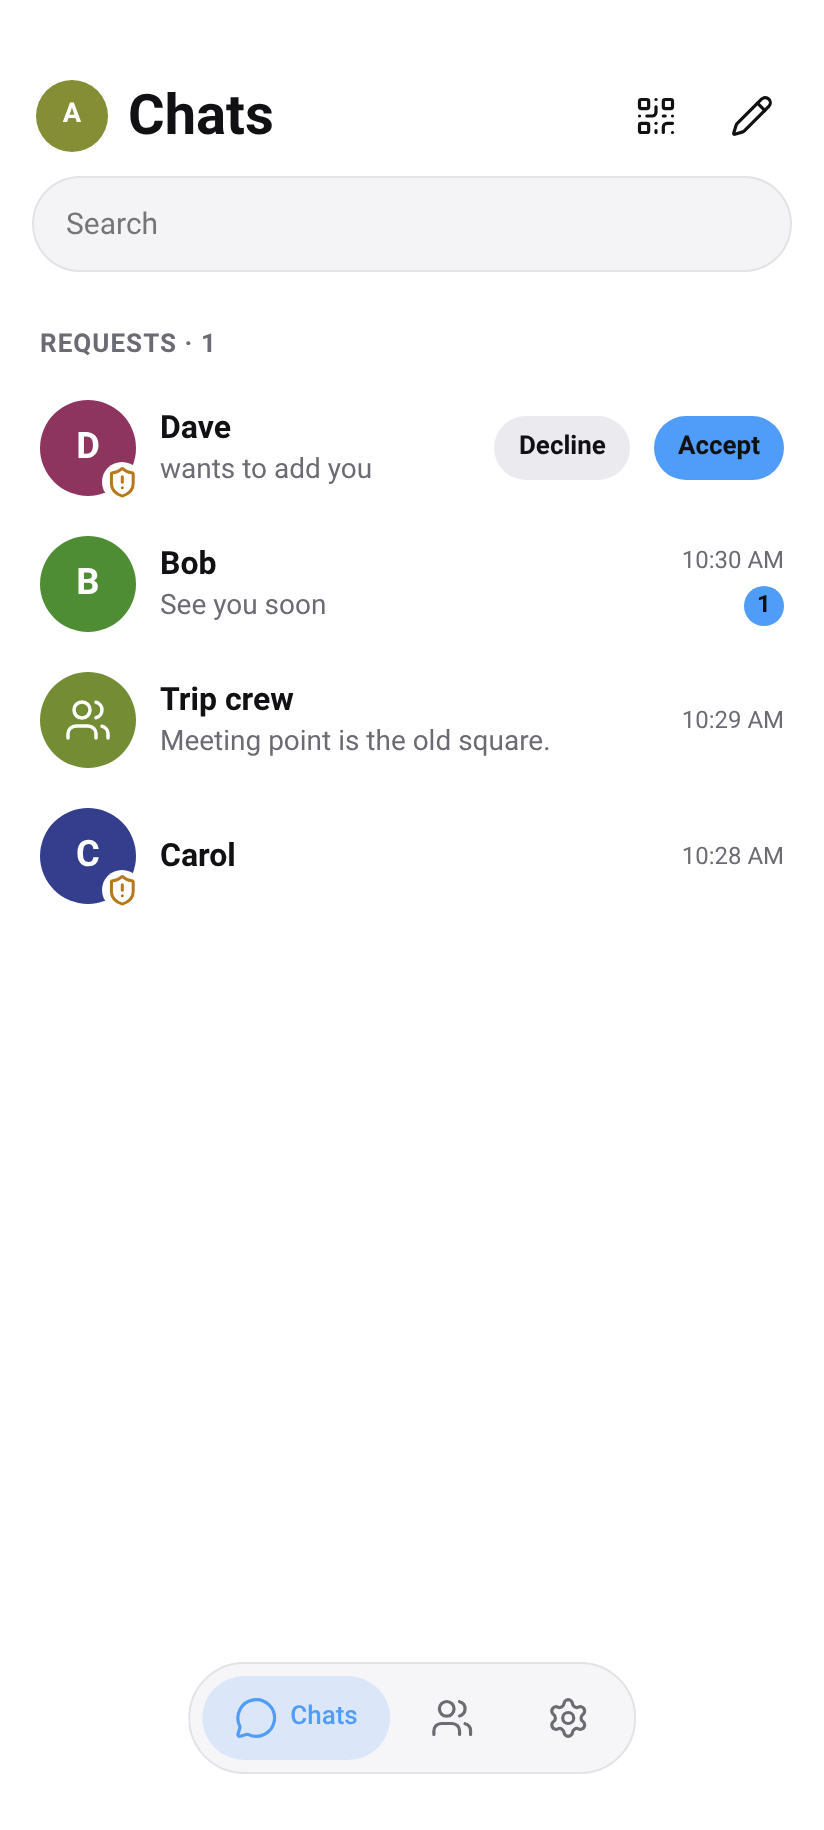 A
Chats
Search
REQUESTS · 1
D
Dave
wants to add you
Decline
Accept
B
Bob
See you soon
10:30 AM
1
Trip crew
Meeting point is the old square.
10:29 AM
C
Carol
10:28 AM
Chats